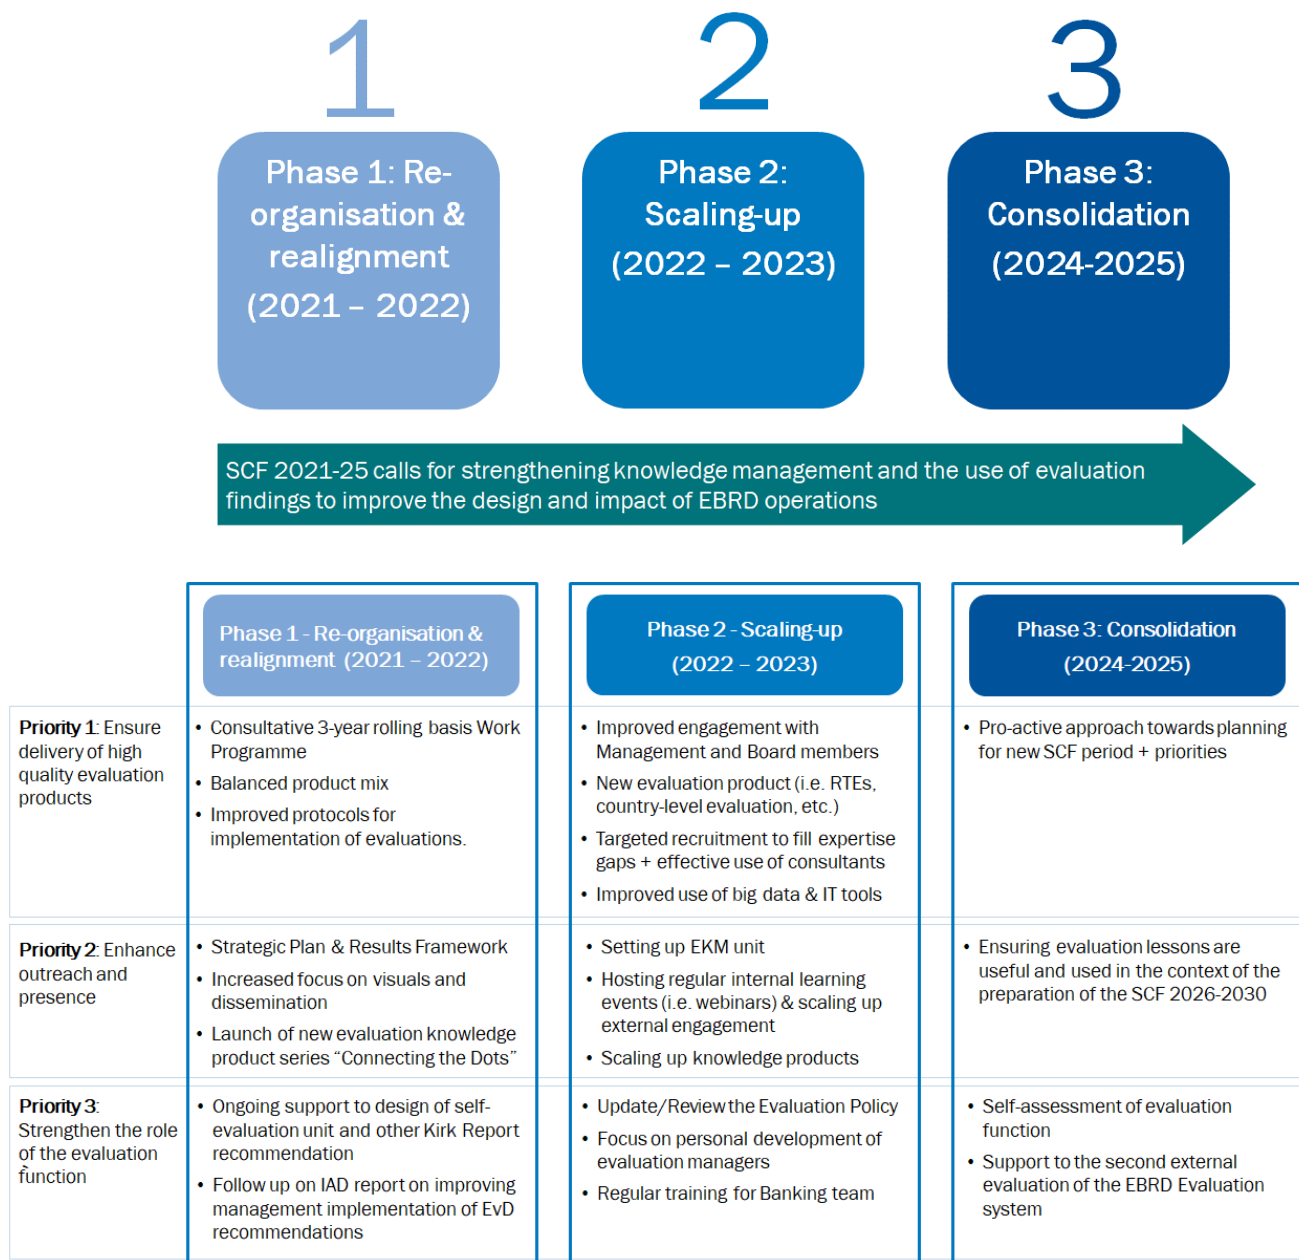 1
2
3
Phase 1: Re-
organisation &
realignment
(2021 – 2022)
Phase 2:
Scaling-up
(2022 – 2023)
Phase 3:
Consolidation
(2024-2025)
SCF 2021-25 calls for strengthening knowledge management and the use of evaluation
findings to improve the design and impact of EBRD operations
Phase 1 - Re-organisation &
realignment (2021 – 2022)
Phase 2 - Scaling-up
(2022 – 2023)
Phase 3: Consolidation
(2024-2025)
Priority 1: Ensure
delivery of high
quality evaluation
products
• Consultative 3-year rolling basis Work
Programme
• Balanced product mix
• Improved protocols for
implementation of evaluations.
• Improved engagement with
Management and Board members
• New evaluation product (i.e. RTEs,
country-level evaluation, etc.)
• Targeted recruitment to fill expertise
gaps + effective use of consultants
• Improved use of big data & IT tools
• Pro-active approach towards planning
for new SCF period + priorities
Priority 2: Enhance
outreach and
presence
• Strategic Plan & Results Framework
• Increased focus on visuals and
dissemination
• Launch of new evaluation knowledge
product series “Connecting the Dots”
• Setting up EKM unit
• Hosting regular internal learning
events (i.e. webinars) & scaling up
external engagement
• Scaling up knowledge products
• Ensuring evaluation lessons are
useful and used in the context of the
preparation of the SCF 2026-2030
Priority 3:
Strengthen the role
of the evaluation
function
• Ongoing support to design of self-
evaluation unit and other Kirk Report
recommendation
• Follow up on IAD report on improving
management implementation of EvD
recommendations
• Update/Review the Evaluation Policy
• Focus on personal development of
evaluation managers
• Regular training for Banking team
• Self-assessment of evaluation
function
• Support to the second external
evaluation of the EBRD Evaluation
system